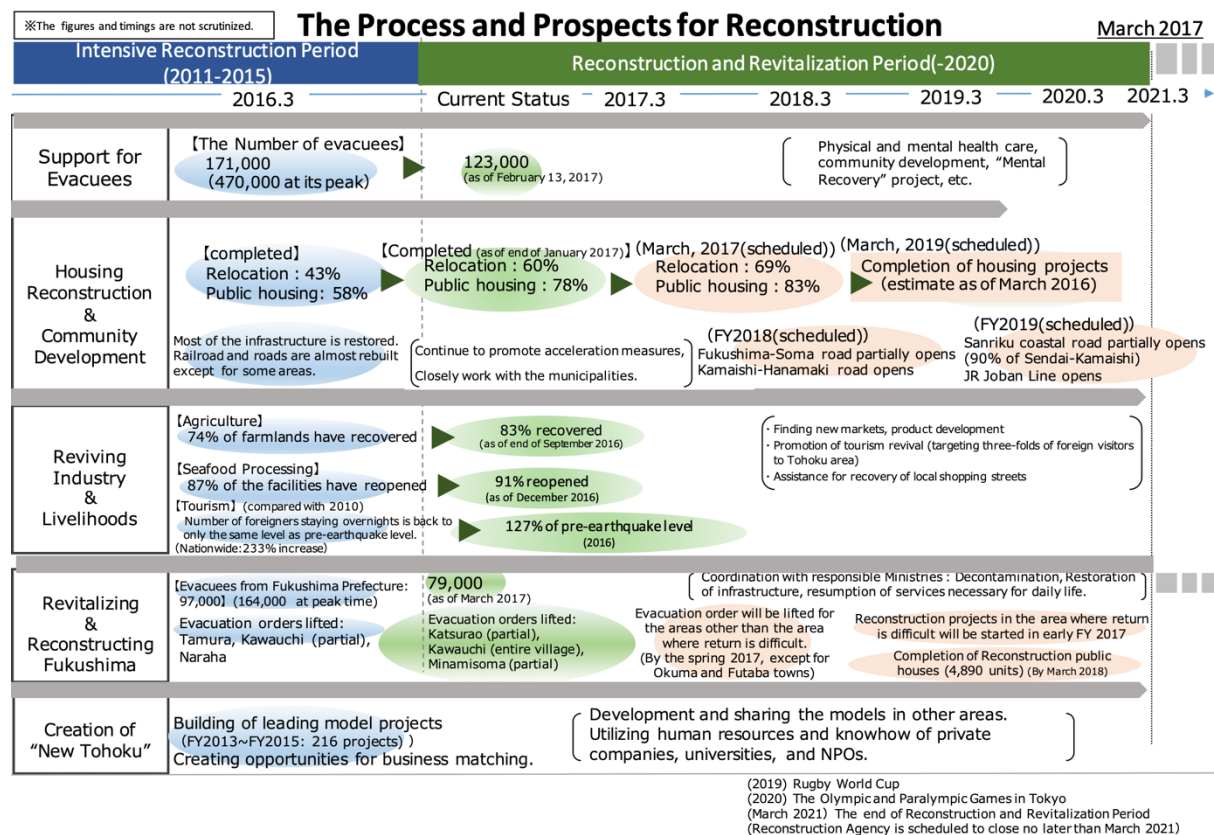 ※The figures and timings are not scrutinized.
The Process and Prospects for Reconstruction
March 2017
Intensive Reconstruction Period
(2011-2015)
Reconstruction and Revitalization Period(-2020)
2016.3
Current Status
2017.3
2018.3
2019.3
2020.3
2021.3
Support for
Evacuees
【The Number of evacuees】
171,000
(470,000 at its peak)
123,000
(as of February 13, 2017)
Physical and mental health care,
community development, “Mental
Recovery” project, etc.
Housing
Reconstruction
&
Community
Development
【completed】
Relocation : 43%
Public housing: 58%
【Completed (as of end of January 2017)】
Relocation : 60%
Public housing : 78%
(March, 2017(scheduled))
Relocation : 69%
Public housing : 83%
(March, 2019(scheduled))
Completion of housing projects
(estimate as of March 2016)
Most of the infrastructure is restored.
Railroad and roads are almost rebuilt
except for some areas.
Continue to promote acceleration measures,
Closely work with the municipalities.
(FY2018(scheduled))
Fukushima-Soma road partially opens
Kamaishi-Hanamaki road opens
(FY2019(scheduled))
Sanriku coastal road partially opens
(90% of Sendai-Kamaishi)
JR Joban Line opens
Reviving
Industry
&
Livelihoods
【Agriculture】
74% of farmlands have recovered
83% recovered
(as of end of September 2016)
【Seafood Processing】
87% of the facilities have reopened
91% reopened
(as of December 2016)
【Tourism】(compared with 2010)
Number of foreigners staying overnights is back to
only the same level as pre-earthquake level.
(Nationwide:233% increase)
127% of pre-earthquake level
(2016)
・Finding new markets, product development
・Promotion of tourism revival (targeting three-folds of foreign visitors
to Tohoku area)
・Assistance for recovery of local shopping streets
Revitalizing
&
Reconstructing
Fukushima
【Evacuees from Fukushima Prefecture:
97,000】(164,000 at peak time)
79,000
(as of March 2017)
Coordination with responsible Ministries : Decontamination, Restoration
of infrastructure, resumption of services necessary for daily life.
Evacuation orders lifted:
Tamura, Kawauchi (partial),
Naraha
Evacuation orders lifted:
Katsurao (partial),
Kawauchi (entire village),
Minamisoma (partial)
Evacuation order will be lifted for
the areas other than the area
where return is difficult.
(By the spring 2017, except for
Okuma and Futaba towns)
Reconstruction projects in the area where return
is difficult will be started in early FY 2017
Completion of Reconstruction public
houses (4,890 units) (By March 2018)
Creation of
“New Tohoku”
Building of leading model projects
(FY2013~FY2015: 216 projects) )
Creating opportunities for business matching.
Development and sharing the models in other areas.
Utilizing human resources and knowhow of private
companies, universities, and NPOs.
(2019) Rugby World Cup
(2020) The Olympic and Paralympic Games in Tokyo
(March 2021) The end of Reconstruction and Revitalization Period
(Reconstruction Agency is scheduled to close no later than March 2021)